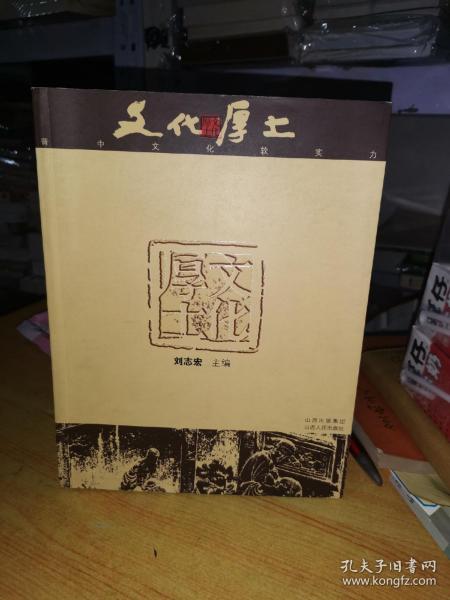 文化厚土
晋中文化软实力
文化
厚土
刘志宏 主编
山西出版集团
山西人民出版社
孔夫子旧书网
www.kongfz.com